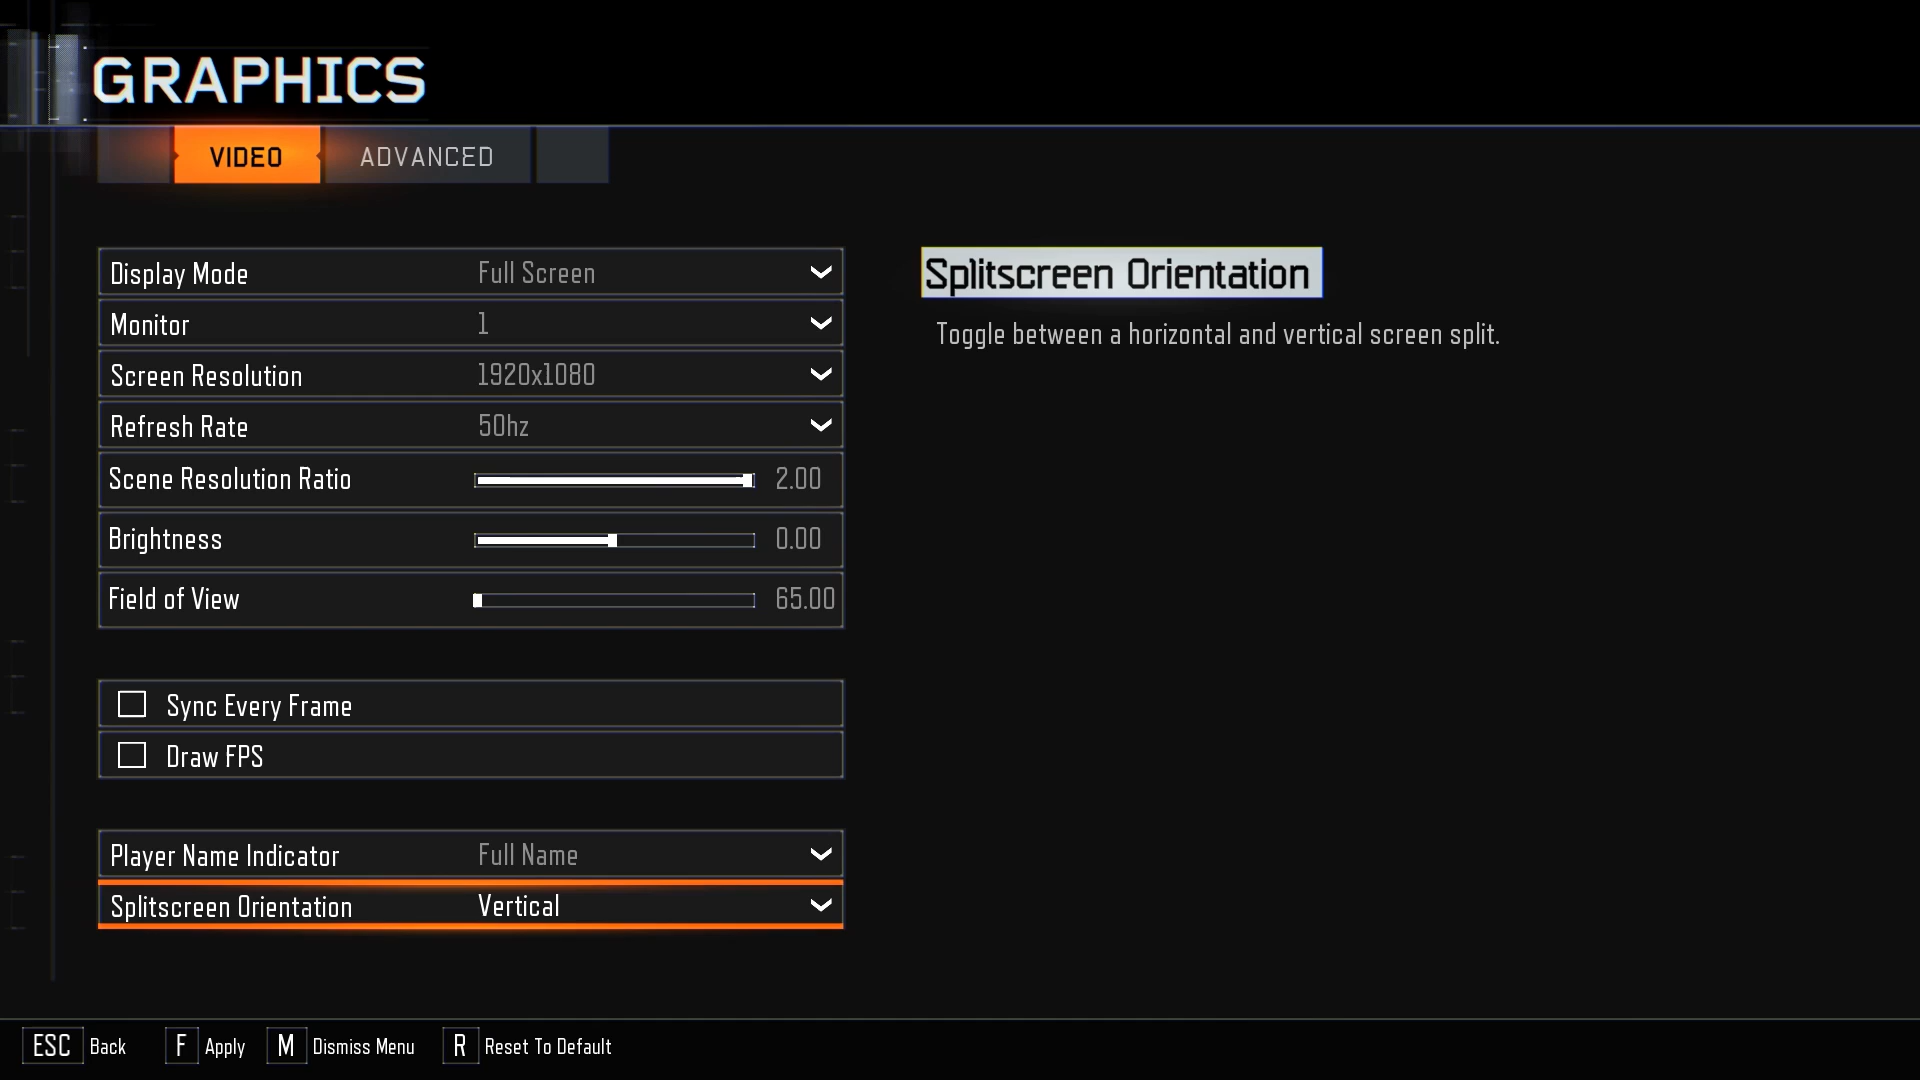 GRAPHICS
VIDEO ADVANCED
Display Mode Full Screen
Monitor 1
Screen Resolution 1920x1080
Refresh Rate 50hz
Scene Resolution Ratio 2.00
Brightness 0.00
Field of View 65.00
Sync Every Frame
Draw FPS
Player Name Indicator Full Name
Splitscreen Orientation Vertical
Splitscreen Orientation
Toggle between a horizontal and vertical screen split.
ESC Back F Apply M Dismiss Menu R Reset To Default